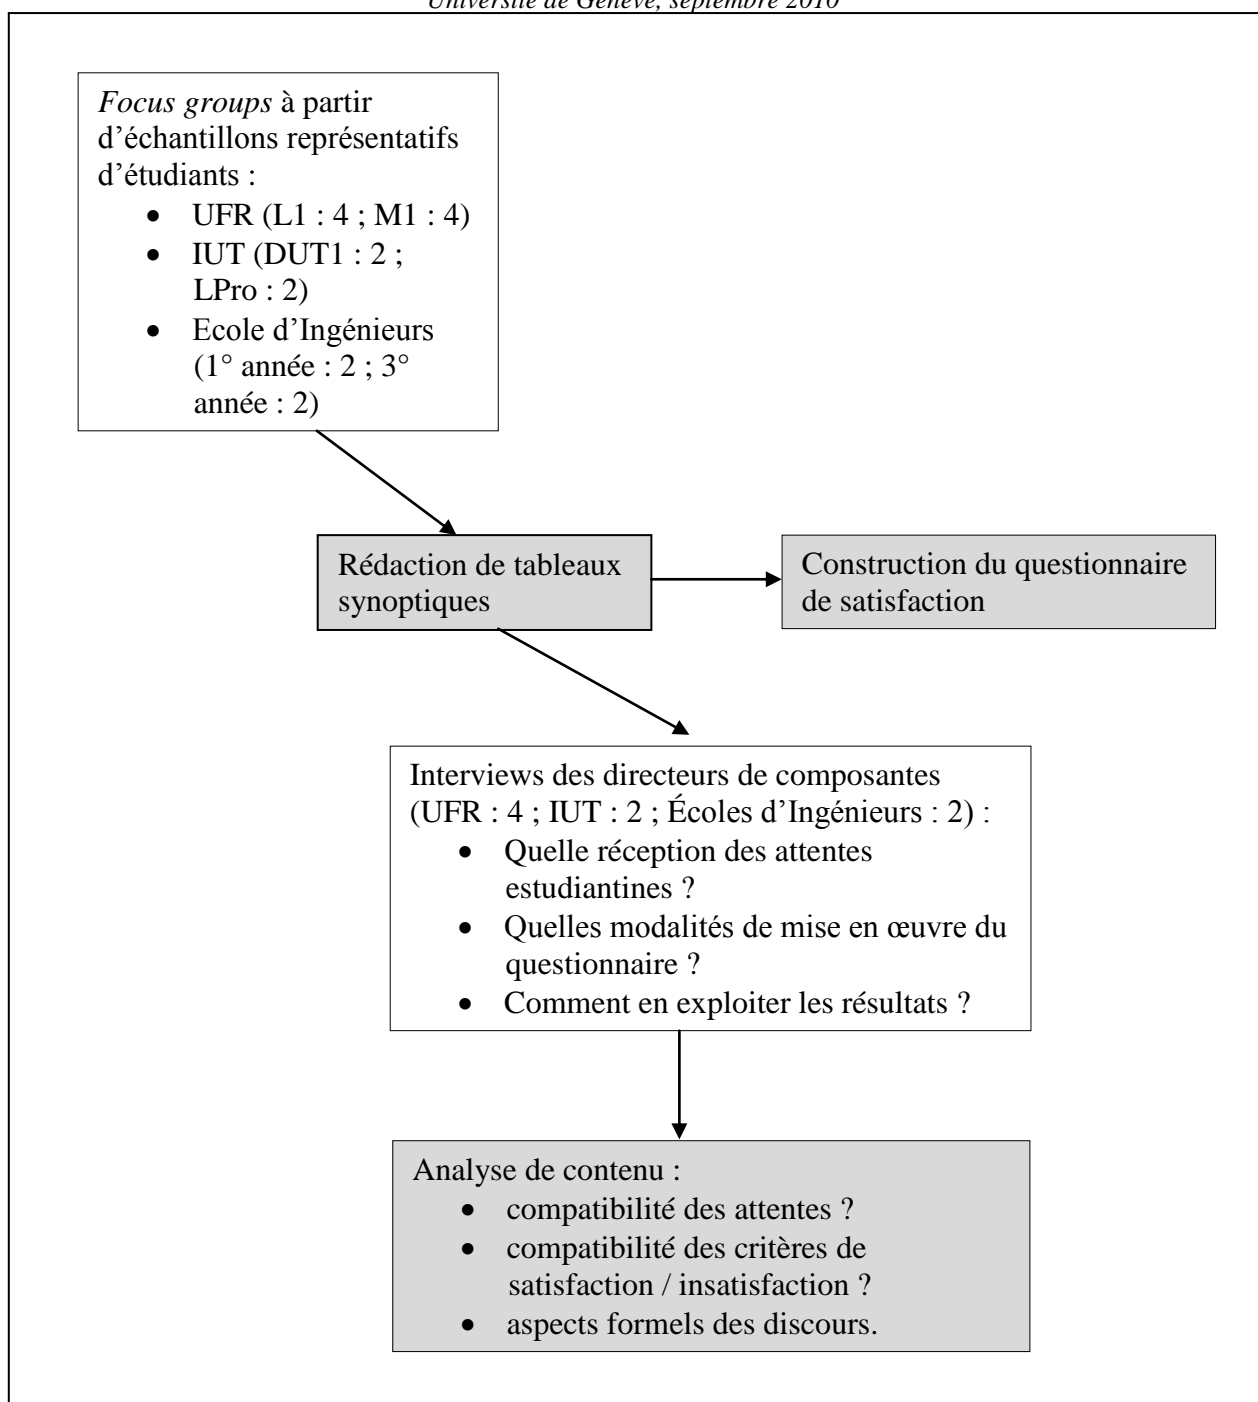 Université de Genève, septembre 2010
Focus groups à partir
d’échantillons représentatifs
d’étudiants :
• UFR (L1 : 4 ; M1 : 4)
• IUT (DUT1 : 2 ;
LPro : 2)
• Ecole d’Ingénieurs
(1° année : 2 ; 3°
année : 2)
Rédaction de tableaux
synoptiques
Construction du questionnaire
de satisfaction
Interviews des directeurs de composantes
(UFR : 4 ; IUT : 2 ; Écoles d’Ingénieurs : 2) :
• Quelle réception des attentes
estudiantines ?
• Quelles modalités de mise en œuvre du
questionnaire ?
• Comment en exploiter les résultats ?
Analyse de contenu :
• compatibilité des attentes ?
• compatibilité des critères de
satisfaction / insatisfaction ?
• aspects formels des discours.